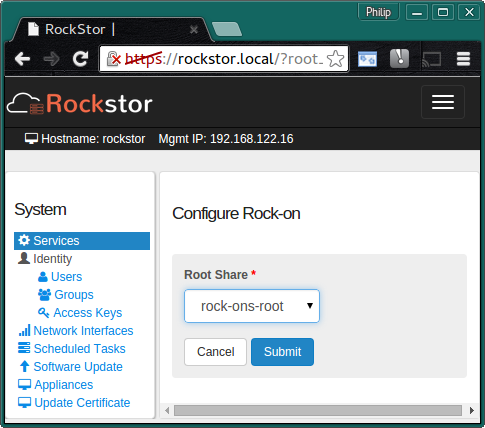 Philip
RockStor |
https://rockstor.local/?root_
Rockstor
Hostname: rockstor Mgmt IP: 192.168.122.16
System
Services
Identity
Users
Groups
Access Keys
Network Interfaces
Scheduled Tasks
Software Update
Appliances
Update Certificate
Configure Rock-on
Root Share *
rock-ons-root
Cancel Submit